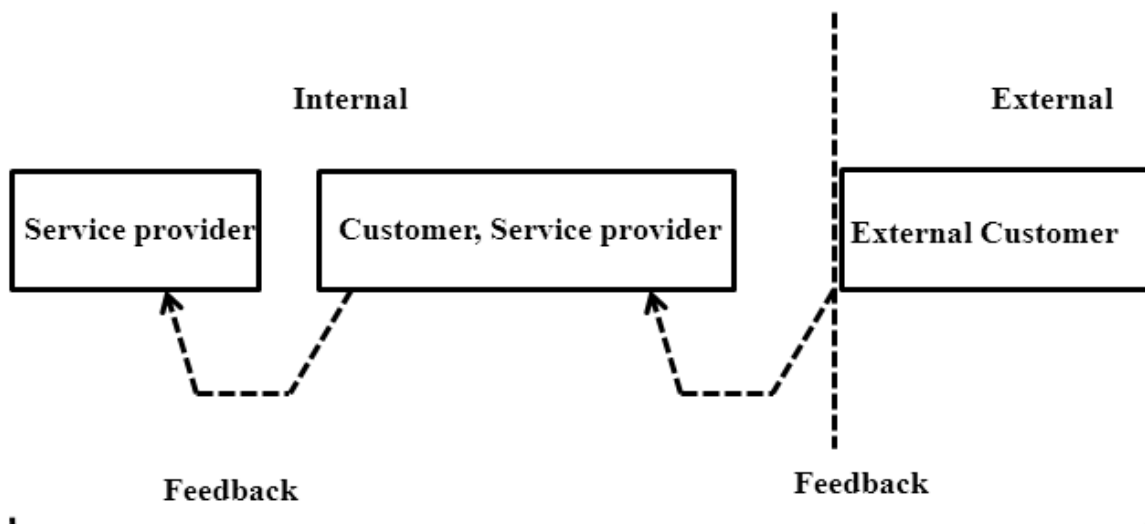 Internal
External
Service provider
Customer, Service provider
External Customer
Feedback
Feedback